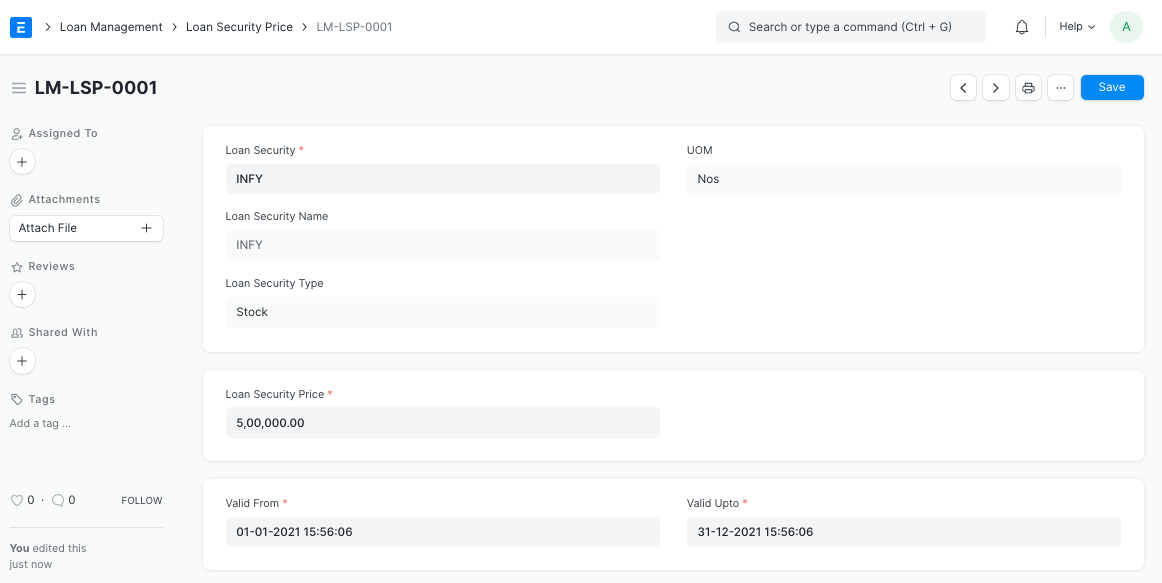 E
Loan Management
Loan Security Price
LM-LSP-0001
Search or type a command (Ctrl + G)
Help
A
LM-LSP-0001
...
Save
Assigned To
Attachments
Attach File
Reviews
Shared With
Tags
Add a tag ...
0 · 0
FOLLOW
You edited this
just now
Loan Security *
INFY
UOM
Nos
Loan Security Name
INFY
Loan Security Type
Stock
Loan Security Price *
5,00,000.00
Valid From *
01-01-2021 15:56:06
Valid Upto *
31-12-2021 15:56:06